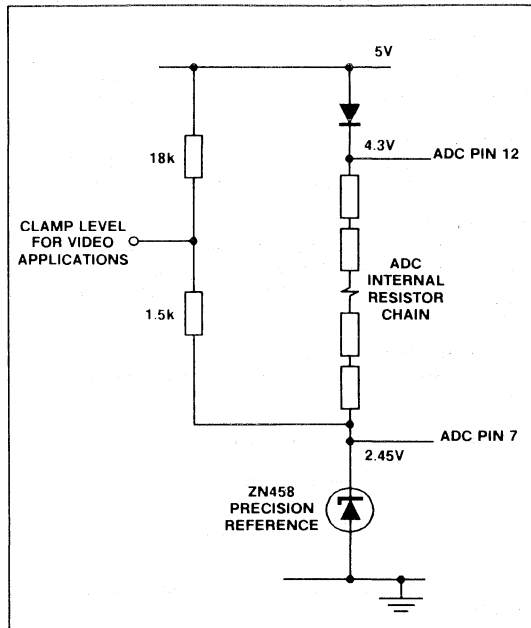 5V
4.3V
ADC PIN 12
18k
CLAMP LEVEL
FOR VIDEO
APPLICATIONS
ADC
INTERNAL
RESISTOR
CHAIN
1.5k
ADC PIN 7
2.45V
ZN458
PRECISION
REFERENCE